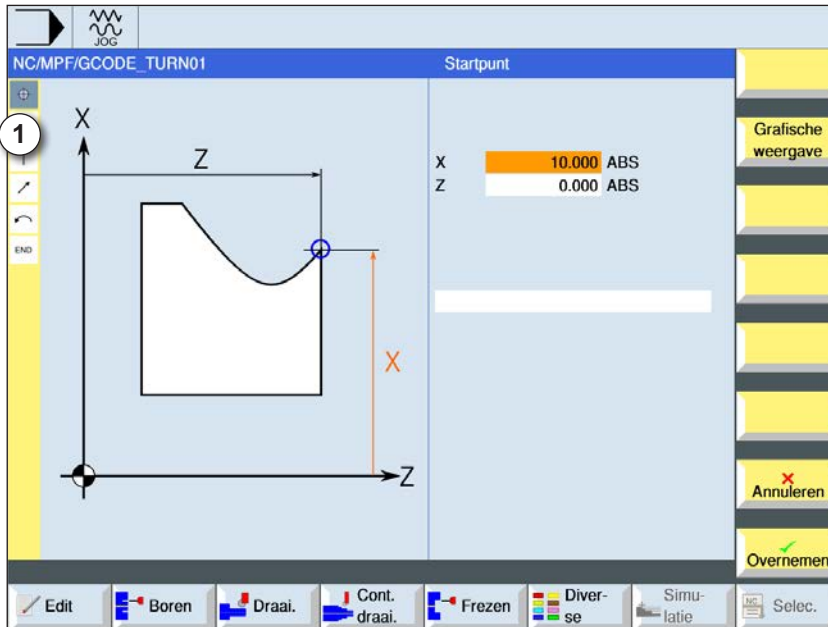 JOG
NC/MPF/GCODE_TURN01
Startpunt
1
END
X
Z
X
Z
X 10.000 ABS
Z 0.000 ABS
Grafische
weergave
Annuleren
Overnemen
Edit
Boren
Draai.
Cont.
draai.
Frezen
Diver-
se
Simu-
latie
NC
Selec.